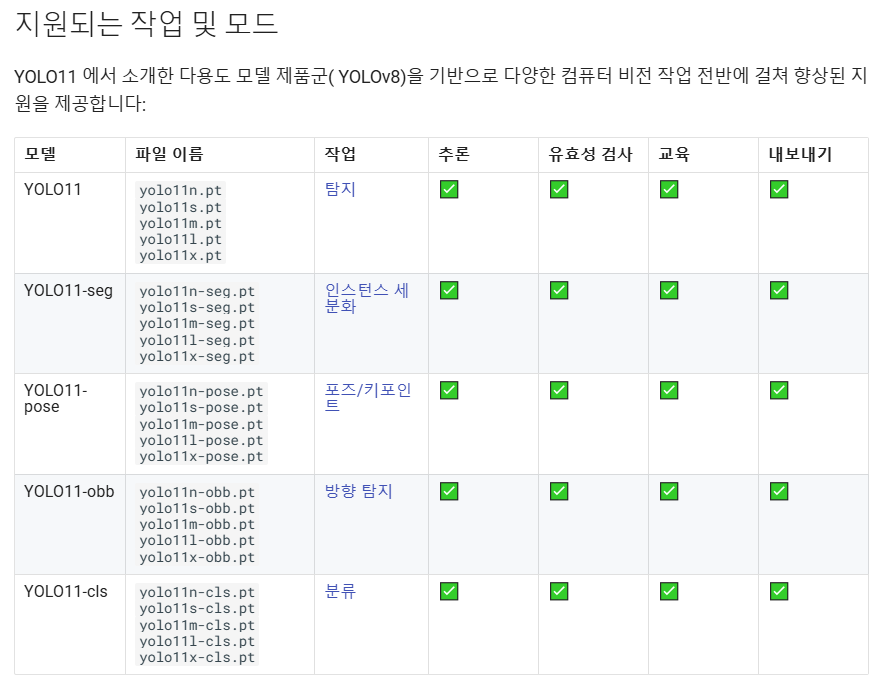 지원되는 작업 및 모드
YOLO11 에서 소개한 다용도 모델 제품군( YOLOv8)을 기반으로 다양한 컴퓨터 비전 작업 전반에 걸쳐 향상된 지
원을 제공합니다:
모델 파일 이름 작업 추론 유효성 검사 교육 내보내기
YOLO11 yolo11n.pt 탐지 ✅ ✅ ✅ ✅
yolo11s.pt
yolo11m.pt
yolo11l.pt
yolo11x.pt
YOLO11-seg yolo11n-seg.pt 인스턴스 세 ✅ ✅ ✅ ✅
yolo11s-seg.pt 분화
yolo11m-seg.pt
yolo11l-seg.pt
yolo11x-seg.pt
YOLO11- yolo11n-pose.pt 포즈/키포인 ✅ ✅ ✅ ✅
pose yolo11s-pose.pt 트
yolo11m-pose.pt
yolo11l-pose.pt
yolo11x-pose.pt
YOLO11-obb yolo11n-obb.pt 방향 탐지 ✅ ✅ ✅ ✅
yolo11s-obb.pt
yolo11m-obb.pt
yolo11l-obb.pt
yolo11x-obb.pt
YOLO11-cls yolo11n-cls.pt 분류 ✅ ✅ ✅ ✅
yolo11s-cls.pt
yolo11m-cls.pt
yolo11l-cls.pt
yolo11x-cls.pt